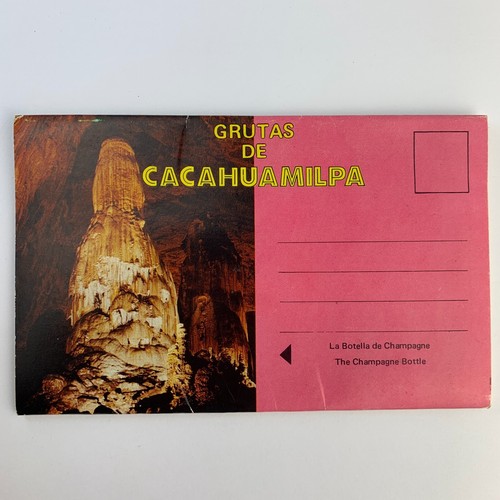 GRUTAS
DE
CACAHUAMILPA
La Botella de Champagne
The Champagne Bottle